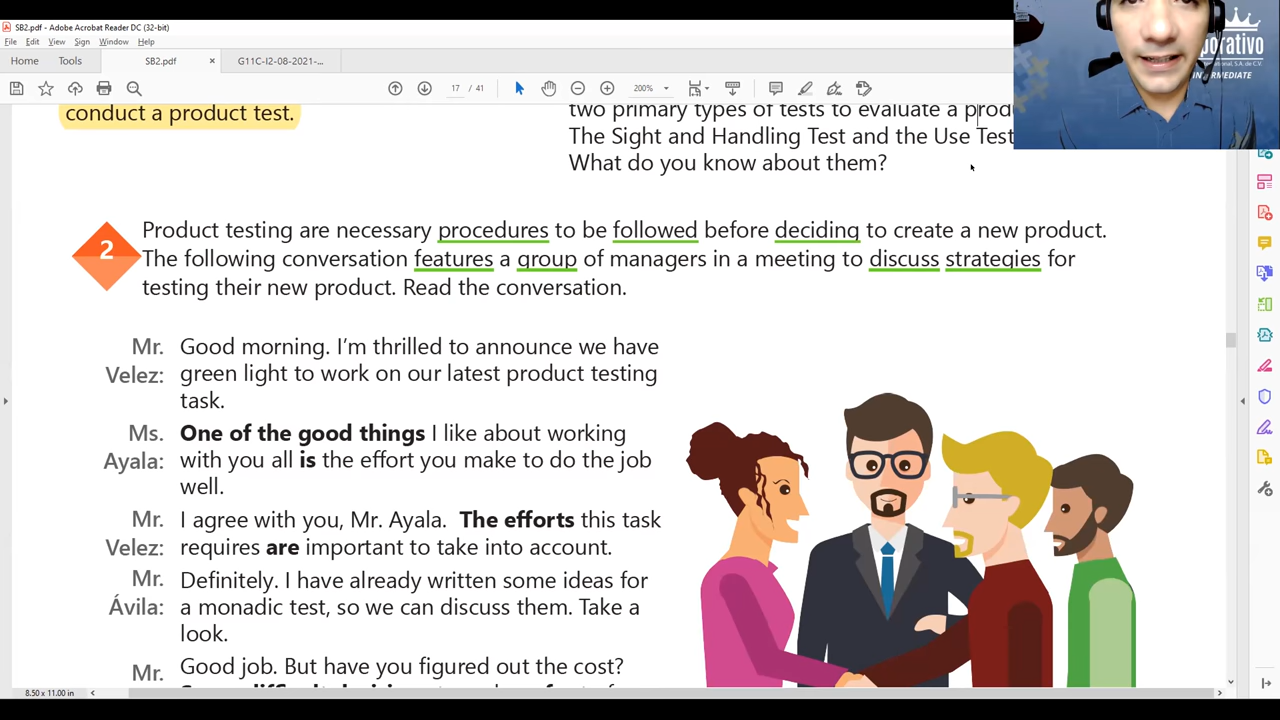 SB2.pdf - Adobe Acrobat Reader DC (32-bit)
File Edit View Sign Window Help
Home Tools SB2.pdf × G11C-I2-08-2021-...
17 / 41 200%
porativo
INTERMEDIATE
conduct a product test.
two primary types of tests to evaluate a
The Sight and Handling Test and the Use Test
What do you know about them?
2
Product testing are necessary procedures to be followed before deciding to create a new product.
The following conversation features a group of managers in a meeting to discuss strategies for
testing their new product. Read the conversation.
Mr. Velez: Good morning. I'm thrilled to announce we have
green light to work on our latest product testing
task.
Ms. Ayala: One of the good things I like about working
with you all is the effort you make to do the job
well.
Mr. Velez: I agree with you, Mr. Ayala. The efforts this task
requires are important to take into account.
Mr. Ávila: Definitely. I have already written some ideas for
a monadic test, so we can discuss them. Take a
look.
Mr. Good job. But have you figured out the cost?
8.50 x 11.00 in